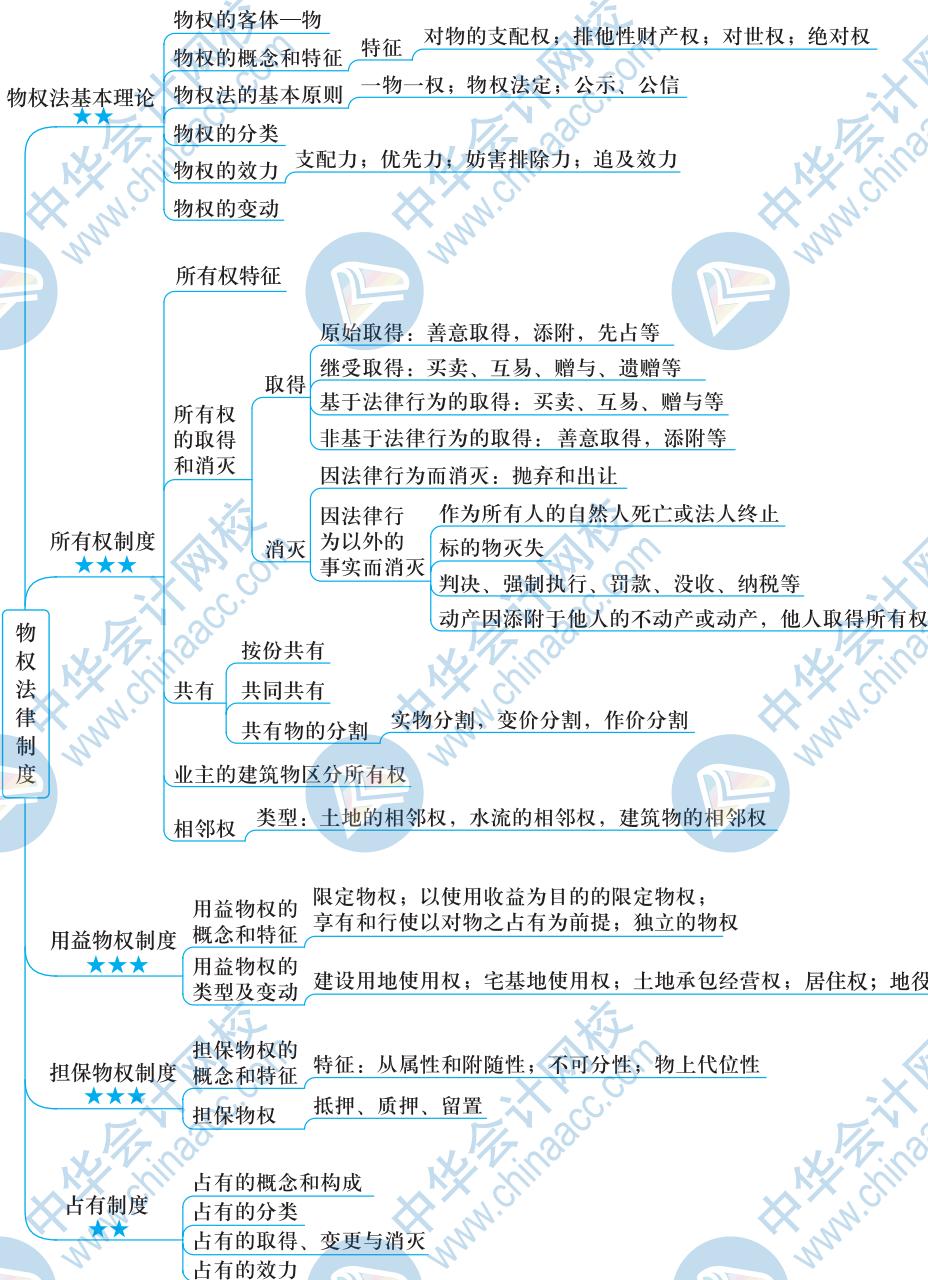 物权的客体—物
物权的概念和特征
特征
对物的支配权；排他性财产权；对世权；绝对权
物权法基本理论
★★
物权法的基本原则
一物一权；物权法定；公示、公信
物权的分类
物权的效力
支配力；优先力；妨害排除力；追及效力
物权的变动
所有权特征
原始取得：善意取得，添附，先占等
取得
继受取得：买卖、互易、赠与、遗赠等
基于法律行为的取得：买卖、互易、赠与等
非基于法律行为的取得：善意取得，添附等
所有权
的取得
和消灭
因法律行为而消灭：抛弃和出让
消灭
因法律行
为以外的
事实而消灭
作为所有人的自然人死亡或法人终止
标的物灭失
判决、强制执行、罚款、没收、纳税等
动产因添附于他人的不动产或动产，他人取得所有权
所有权制度
★★★
物
权
法
律
制
度
共有
按份共有
共同共有
共有物的分割
实物分割，变价分割，作价分割
业主的建筑物区分所有权
相邻权
类型：土地的相邻权，水流的相邻权，建筑物的相邻权
用益物权制度
★★★
用益物权的
概念和特征
限定物权；以使用收益为目的的限定物权；
享有和行使以对物之占有为前提；独立的物权
用益物权的
类型及变动
建设用地使用权；宅基地使用权；土地承包经营权；居住权；地役
担保物权制度
★★★
担保物权的
概念和特征
特征：从属性和附随性；不可分性；物上代位性
担保物权
抵押、质押、留置
占有制度
★★
占有的概念和构成
占有的分类
占有的取得、变更与消灭
占有的效力
中华会计网校
www.chinaacc.com